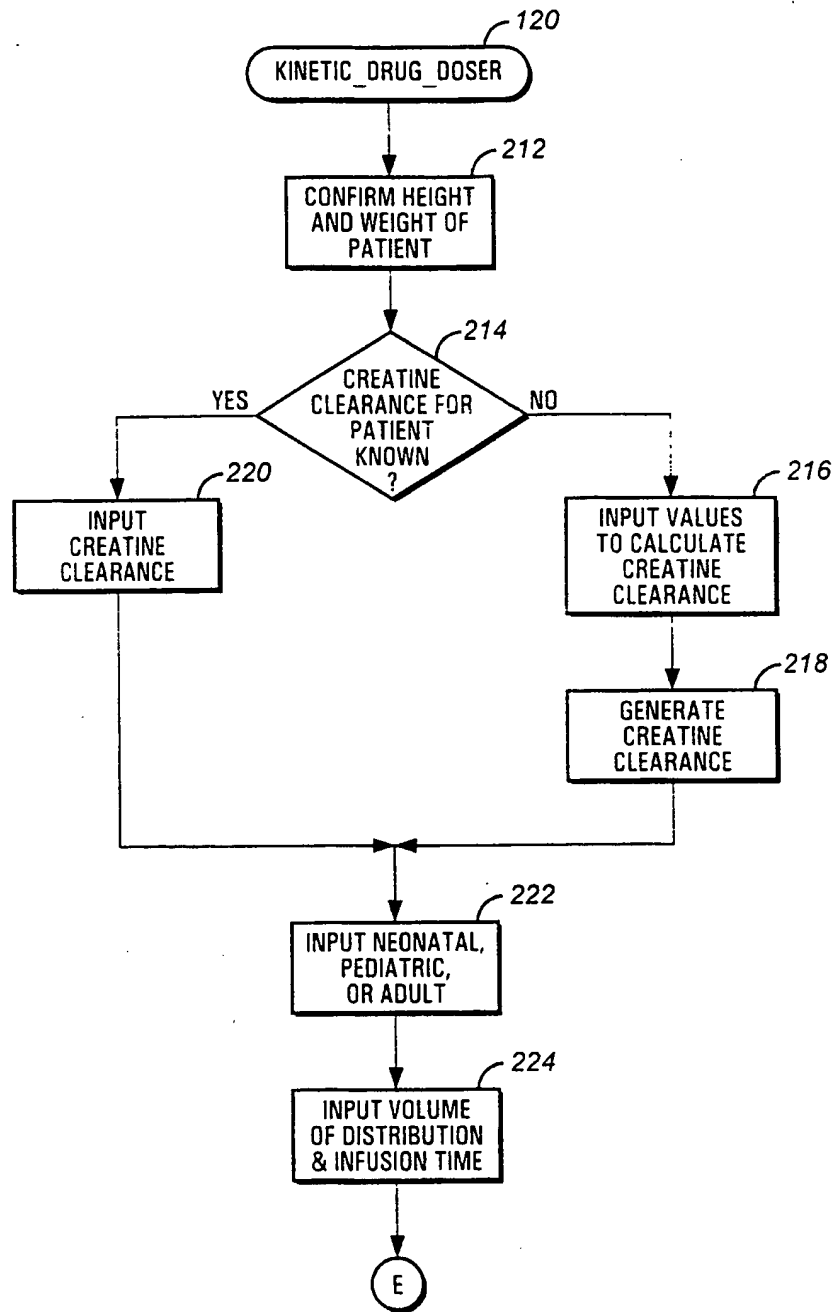 120
KINETIC_DRUG_DOSER
212
CONFIRM HEIGHT
AND WEIGHT OF
PATIENT
214
CREATINE
CLEARANCE FOR
PATIENT
KNOWN
?
YES
NO
220
INPUT
CREATINE
CLEARANCE
216
INPUT VALUES
TO CALCULATE
CREATINE
CLEARANCE
218
GENERATE
CREATINE
CLEARANCE
222
INPUT NEONATAL,
PEDIATRIC,
OR ADULT
224
INPUT VOLUME
OF DISTRIBUTION
& INFUSION TIME
E